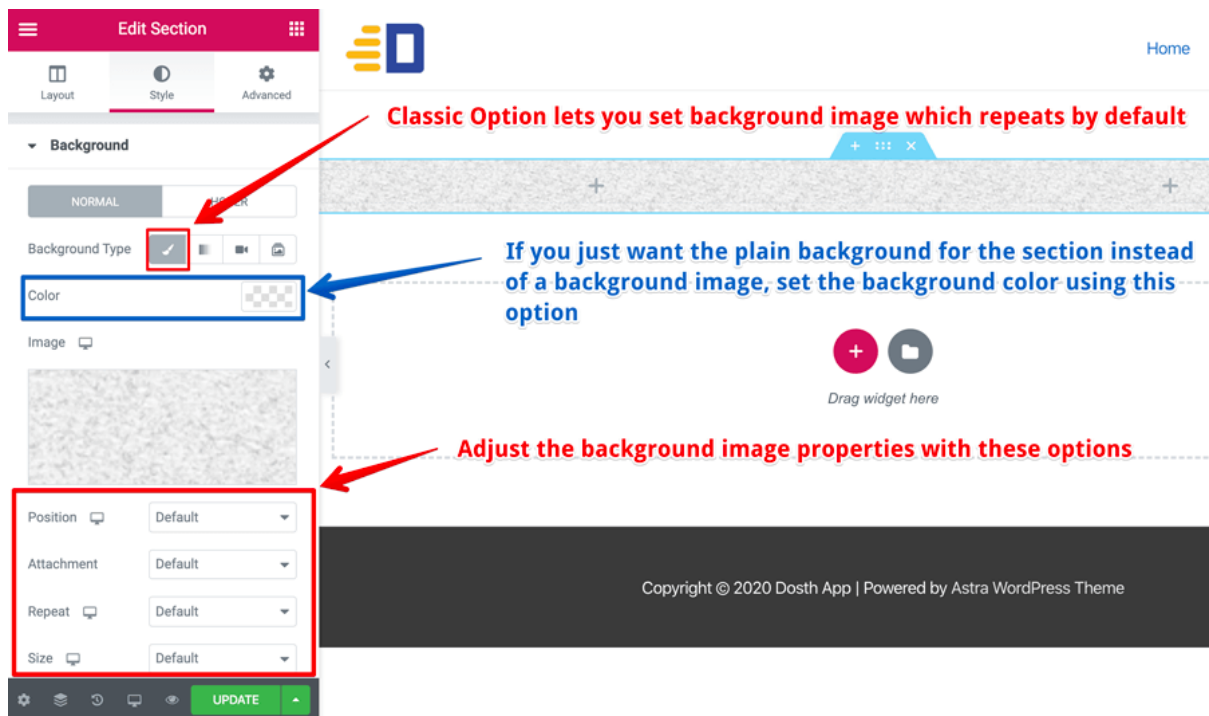 Edit Section
Layout
Style
Advanced
Background
NORMAL
HOVER
Background Type
Color
Image
Position
Default
Attachment
Default
Repeat
Default
Size
Default
UPDATE
D
Home
Classic Option lets you set background image which repeats by default
If you just want the plain background for the section instead
of a background image, set the background color using this
option
Drag widget here
Adjust the background image properties with these options
Copyright © 2020 Dosth App | Powered by Astra WordPress Theme